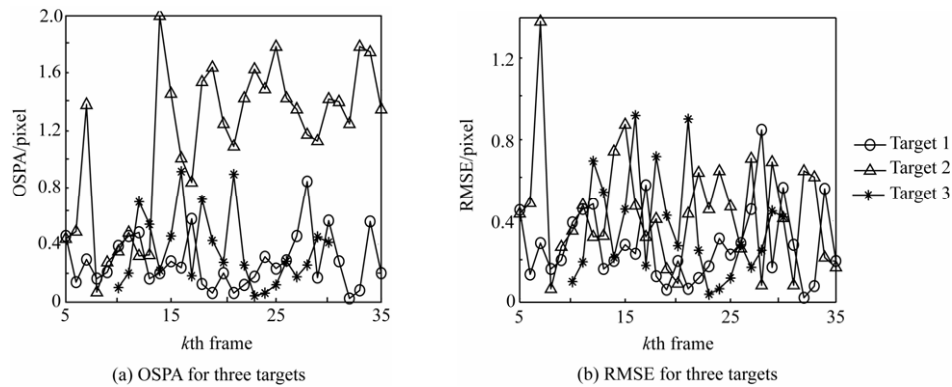 2.0
1.6
1.2
0.8
0.4
0
OSPA/pixel
5
15
25
35
kth frame
(a) OSPA for three targets
1.2
0.8
0.4
0
RMSE/pixel
5
15
25
35
kth frame
(b) RMSE for three targets
Target 1
Target 2
Target 3